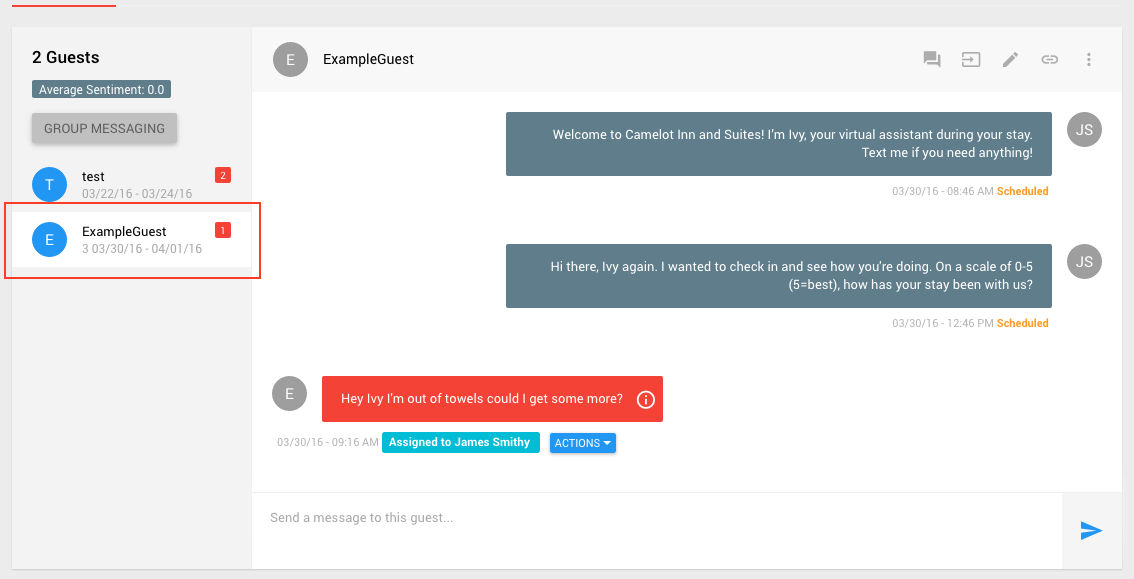 2 Guests
Average Sentiment: 0.0
GROUP MESSAGING
T
test
2
03/22/16 - 03/24/16
E
ExampleGuest
1
3 03/30/16 - 04/01/16
E
ExampleGuest
Welcome to Camelot Inn and Suites! I'm Ivy, your virtual assistant during your stay.
Text me if you need anything!
JS
03/30/16 - 08:46 AM Scheduled
Hi there, Ivy again. I wanted to check in and see how you're doing. On a scale of 0-5
(5=best), how has your stay been with us?
JS
03/30/16 - 12:46 PM Scheduled
E
Hey Ivy I'm out of towels could I get some more?
03/30/16 - 09:16 AM Assigned to James Smithy ACTIONS
Send a message to this guest...